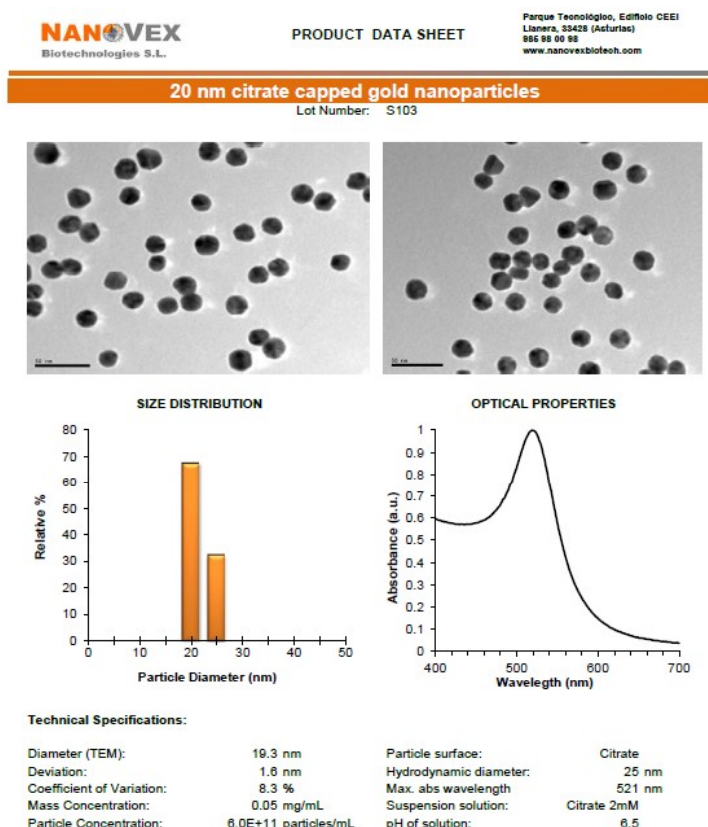 NANOVEX
Biotechnologies S.L.
PRODUCT DATA SHEET
Parque Tecnológico, Edificio CEEI
Llanera, 33428 (Asturias)
985 98 00 98
www.nanovexbiotech.com
20 nm citrate capped gold nanoparticles
Lot Number: S103
50 nm
50 nm
SIZE DISTRIBUTION
Relative %
80
70
60
50
40
30
20
10
0
0 10 20 30 40 50
Particle Diameter (nm)
OPTICAL PROPERTIES
Absorbance (a.u.)
1
0.9
0.8
0.7
0.6
0.5
0.4
0.3
0.2
0.1
0
400 500 600 700
Wavelegth (nm)
Technical Specifications:
Diameter (TEM): 19.3 nm
Deviation: 1.6 nm
Coefficient of Variation: 8.3 %
Mass Concentration: 0.05 mg/mL
Particle Concentration: 6.0E+11 particles/mL
Particle surface: Citrate
Hydrodynamic diameter: 25 nm
Max. abs wavelength 521 nm
Suspension solution: Citrate 2mM
pH of solution: 6.5